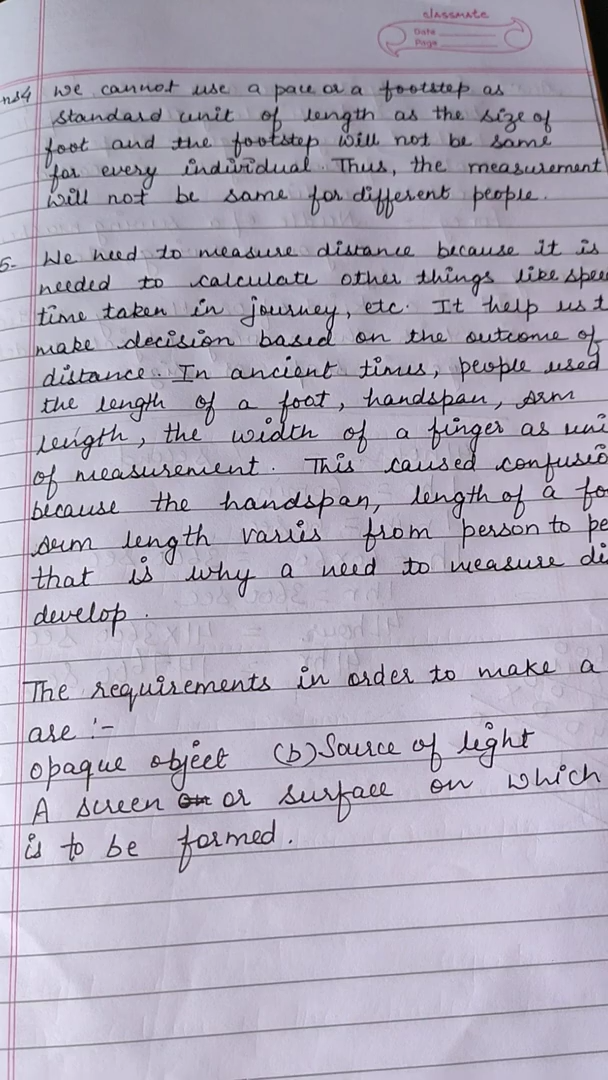 classmate
Date
Page
ns4 we cannot use a pace or a footstep as
standard unit of length as the size of
foot and the footstep will not be same
for every individual Thus, the measurement
will not be same for different people.
5. We need to measure distance because it is
needed to calculate other things like spee
time taken in journey, etc. It help us t
make decision based on the outcome of
distance. In ancient times, people used
the length of a foot, handspan, arm
length, the width of a finger as uni
of measurement. This caused confusio
because the handspan, length of a fo
arm length varies from person to pe
that is why a need to measure di
develop.
The requirements in order to make a
are :-
opaque object (b) Source of light
A screen or surface on which
is to be formed.